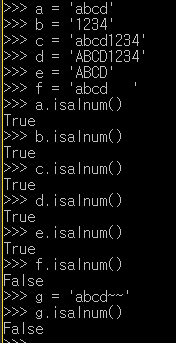 >>> a = 'abcd'
>>> b = '1234'
>>> c = 'abcd1234'
>>> d = 'ABCD1234'
>>> e = 'ABCD'
>>> f = 'abcd   '
>>> a.isalnum()
True
>>> b.isalnum()
True
>>> c.isalnum()
True
>>> d.isalnum()
True
>>> e.isalnum()
True
>>> f.isalnum()
False
>>> g = 'abcd~~'
>>> g.isalnum()
False
>>>